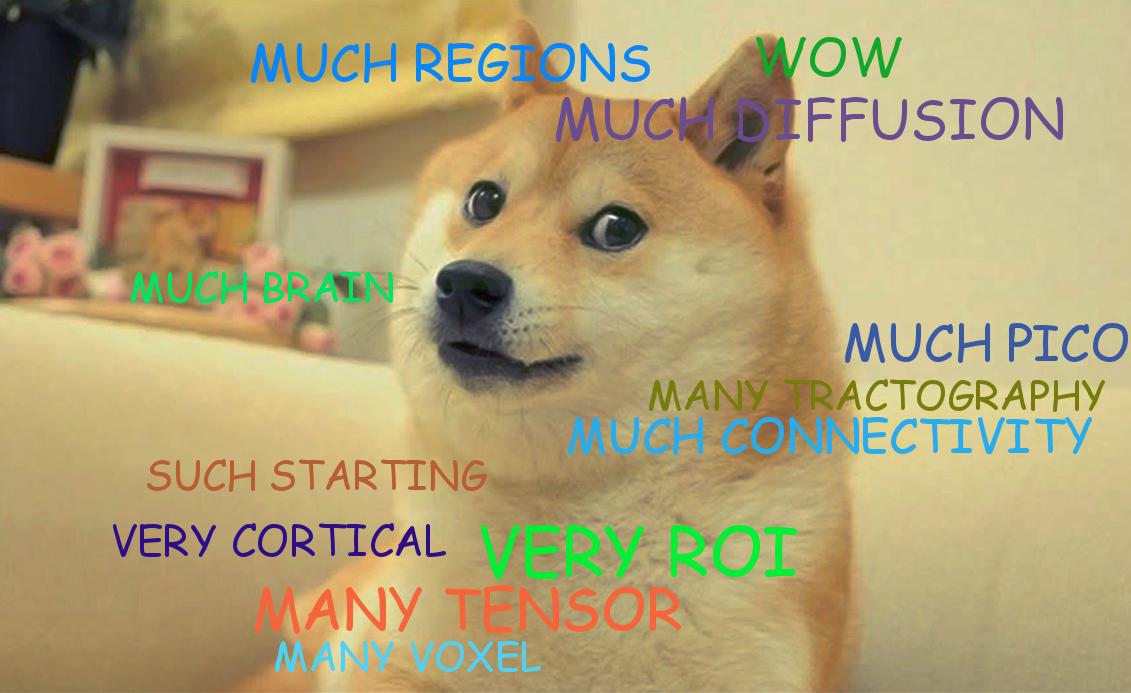 MUCH REGIONS
WOW
MUCH DIFFUSION
MUCH BRAIN
MUCH PICO
MANY TRACTOGRAPHY
MUCH CONNECTIVITY
SUCH STARTING
VERY CORTICAL
VERY ROI
MANY TENSOR
MANY VOXEL